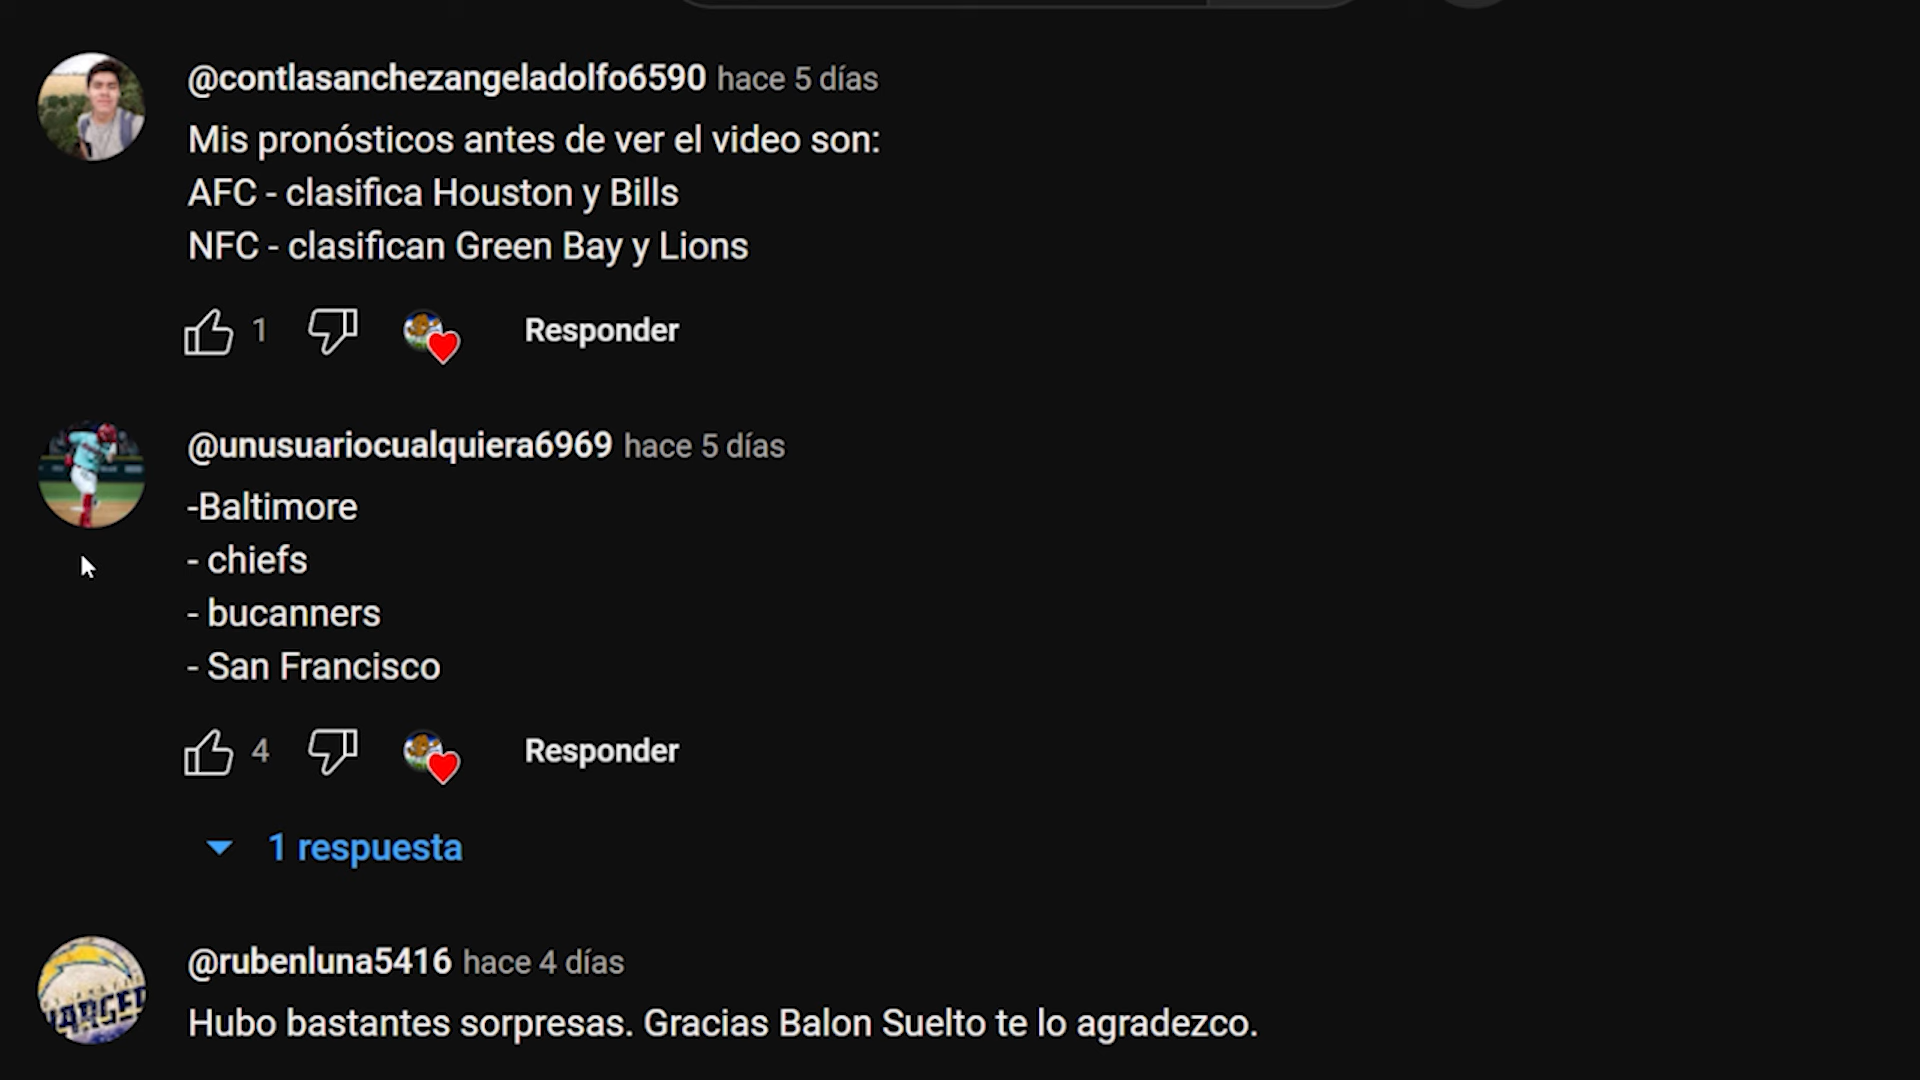 @contlasanchezangeladolfo6590 hace 5 días
Mis pronósticos antes de ver el video son:
AFC - clasifica Houston y Bills
NFC - clasifican Green Bay y Lions
1 Responder
@unusuariocualquiera6969 hace 5 días
-Baltimore
- chiefs
- bucanners
- San Francisco
4 Responder
1 respuesta
@rubenluna5416 hace 4 días
Hubo bastantes sorpresas. Gracias Balon Suelto te lo agradezco.